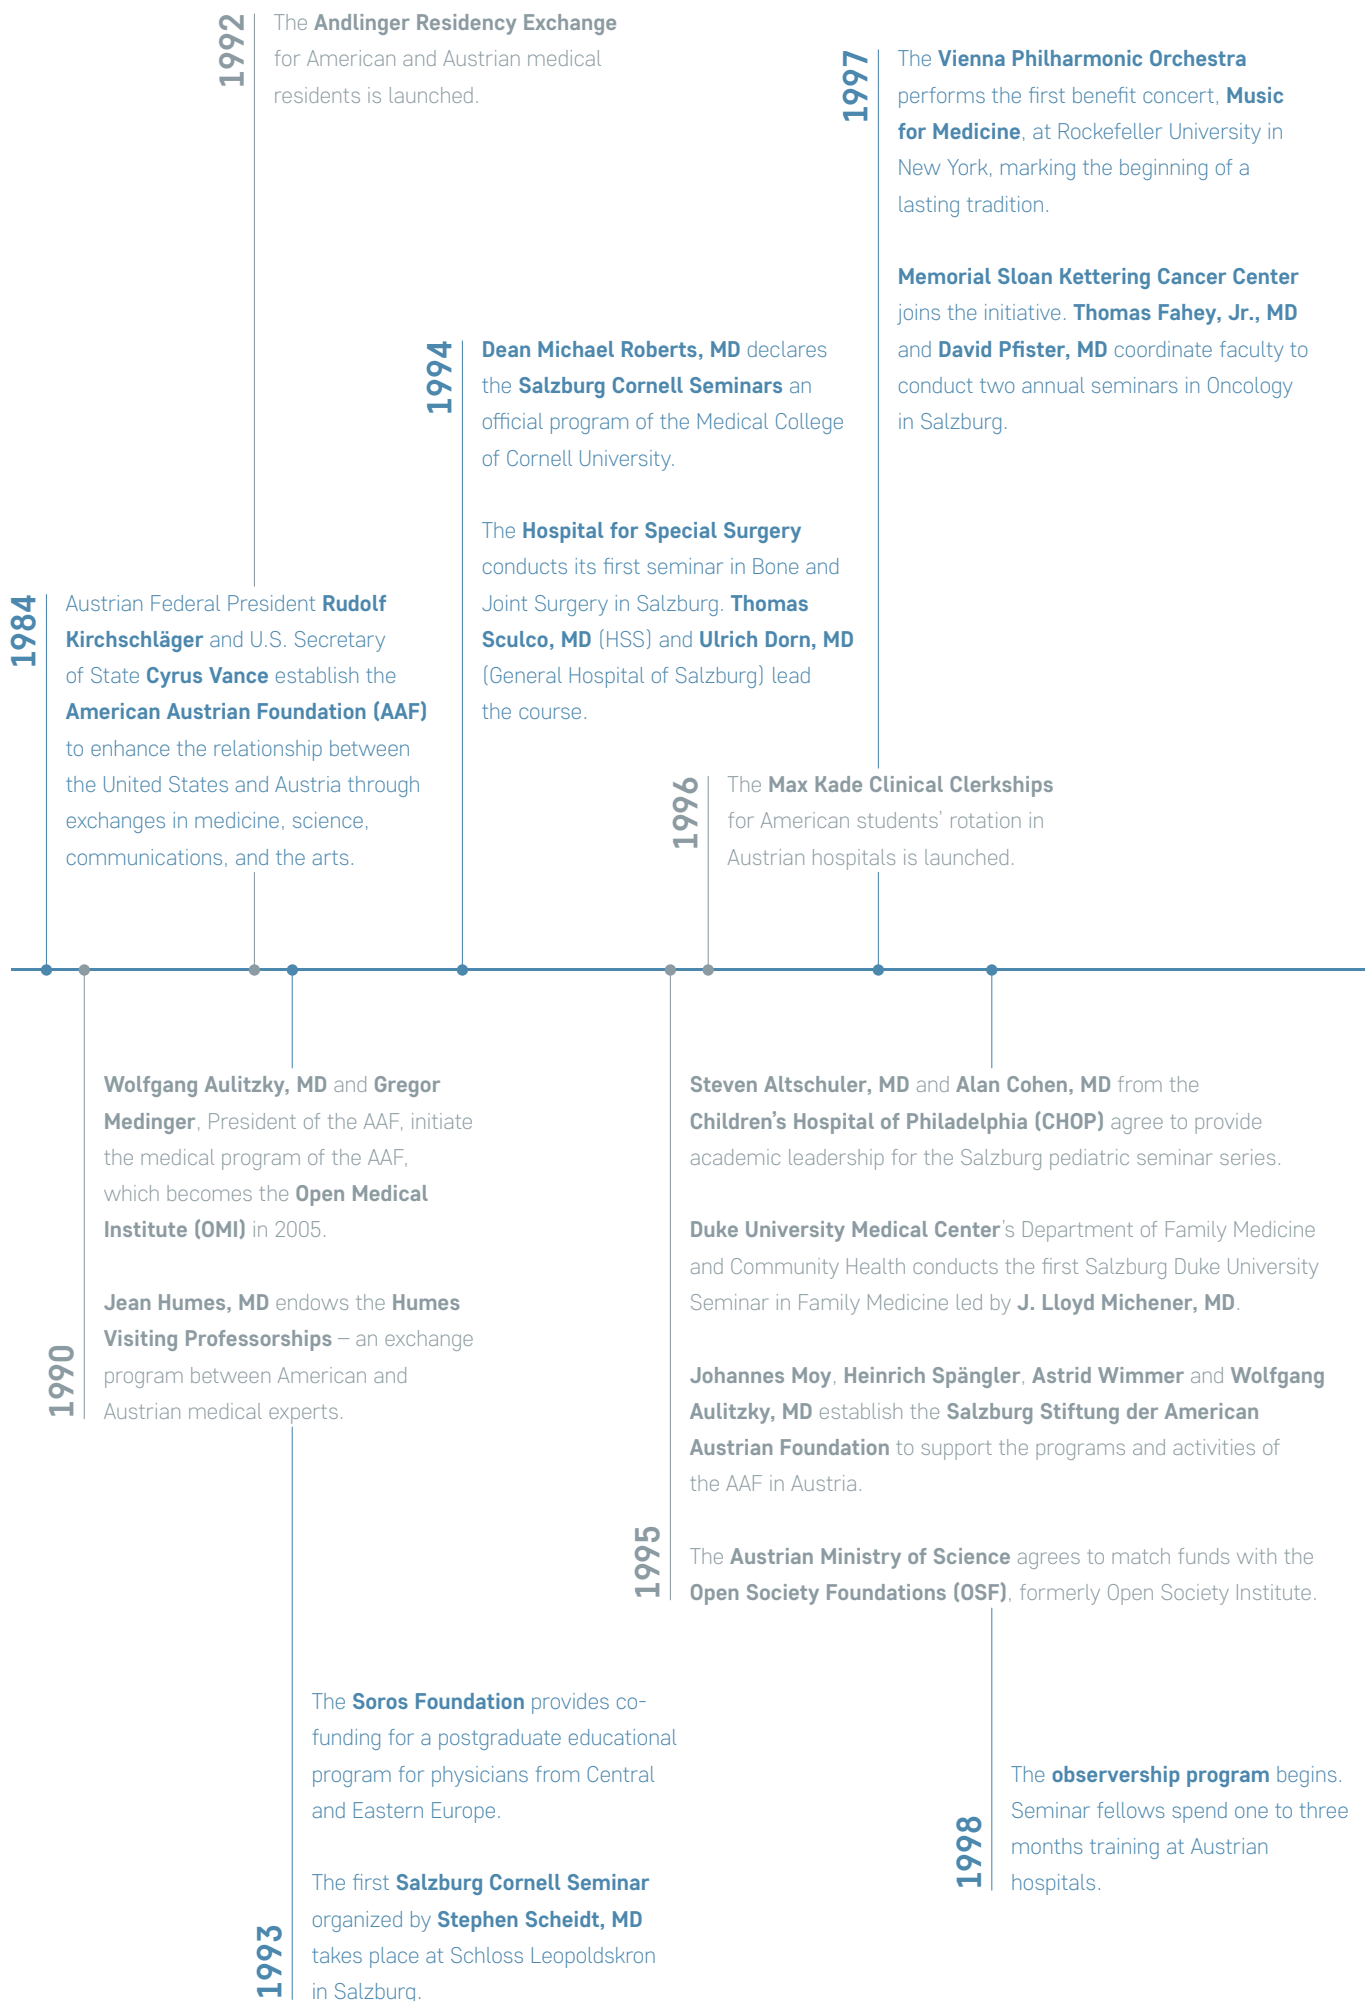 1992
The Andlinger Residency Exchange
for American and Austrian medical
residents is launched.
1997
The Vienna Philharmonic Orchestra
performs the first benefit concert, Music
for Medicine, at Rockefeller University in
New York, marking the beginning of a
lasting tradition.
Memorial Sloan Kettering Cancer Center
joins the initiative. Thomas Fahey, Jr., MD
and David Pfister, MD coordinate faculty to
conduct two annual seminars in Oncology
in Salzburg.
1994
Dean Michael Roberts, MD declares
the Salzburg Cornell Seminars an
official program of the Medical College
of Cornell University.
The Hospital for Special Surgery
conducts its first seminar in Bone and
Joint Surgery in Salzburg. Thomas
Sculco, MD (HSS) and Ulrich Dorn, MD
(General Hospital of Salzburg) lead
the course.
1984
Austrian Federal President Rudolf
Kirchschläger and U.S. Secretary
of State Cyrus Vance establish the
American Austrian Foundation (AAF)
to enhance the relationship between
the United States and Austria through
exchanges in medicine, science,
communications, and the arts.
1996
The Max Kade Clinical Clerkships
for American students’ rotation in
Austrian hospitals is launched.
Wolfgang Aulitzky, MD and Gregor
Medinger, President of the AAF, initiate
the medical program of the AAF,
which becomes the Open Medical
Institute (OMI) in 2005.
Jean Humes, MD endows the Humes
Visiting Professorships – an exchange
program between American and
Austrian medical experts.
1990
Steven Altschuler, MD and Alan Cohen, MD from the
Children’s Hospital of Philadelphia (CHOP) agree to provide
academic leadership for the Salzburg pediatric seminar series.
Duke University Medical Center’s Department of Family Medicine
and Community Health conducts the first Salzburg Duke University
Seminar in Family Medicine led by J. Lloyd Michener, MD.
Johannes Moy, Heinrich Spängler, Astrid Wimmer and Wolfgang
Aulitzky, MD establish the Salzburg Stiftung der American
Austrian Foundation to support the programs and activities of
the AAF in Austria.
The Austrian Ministry of Science agrees to match funds with the
Open Society Foundations (OSF), formerly Open Society Institute.
1995
The Soros Foundation provides co-
funding for a postgraduate educational
program for physicians from Central
and Eastern Europe.
The first Salzburg Cornell Seminar
organized by Stephen Scheidt, MD
takes place at Schloss Leopoldskron
in Salzburg.
1993
The observership program begins.
Seminar fellows spend one to three
months training at Austrian
hospitals.
1998